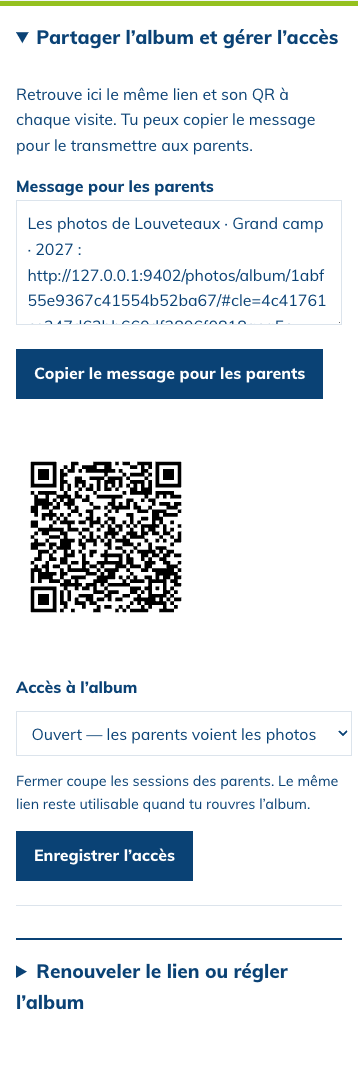 Partager l’album et gérer l’accès
Retrouve ici le même lien et son QR à
chaque visite. Tu peux copier le message
pour le transmettre aux parents.
Message pour les parents
Les photos de Louveteaux · Grand camp
· 2027 :
http://127.0.0.1:9402/photos/album/1abf
55e9367c41554b52ba67/#cle=4c41761
Copier le message pour les parents
Accès à l’album
Ouvert — les parents voient les photos
Fermer coupe les sessions des parents. Le même
lien reste utilisable quand tu rouvres l’album.
Enregistrer l’accès
Renouveler le lien ou régler
l’album